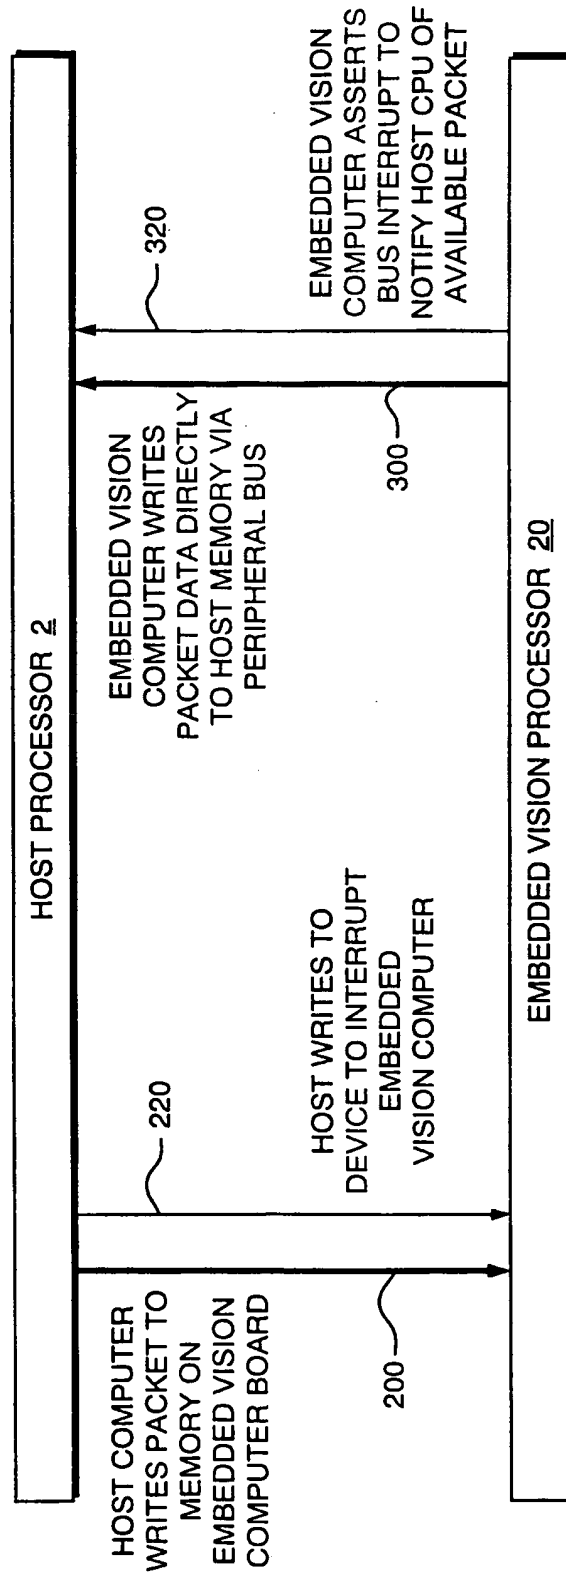 HOST PROCESSOR 2
HOST COMPUTER
WRITES PACKET TO
MEMORY ON
EMBEDDED VISION
COMPUTER BOARD
200
220
HOST WRITES TO
DEVICE TO INTERRUPT
EMBEDDED
VISION COMPUTER
EMBEDDED VISION
COMPUTER WRITES
PACKET DATA DIRECTLY
TO HOST MEMORY VIA
PERIPHERAL BUS
300
320
EMBEDDED VISION
COMPUTER ASSERTS
BUS INTERRUPT TO
NOTIFY HOST CPU OF
AVAILABLE PACKET
EMBEDDED VISION PROCESSOR 20